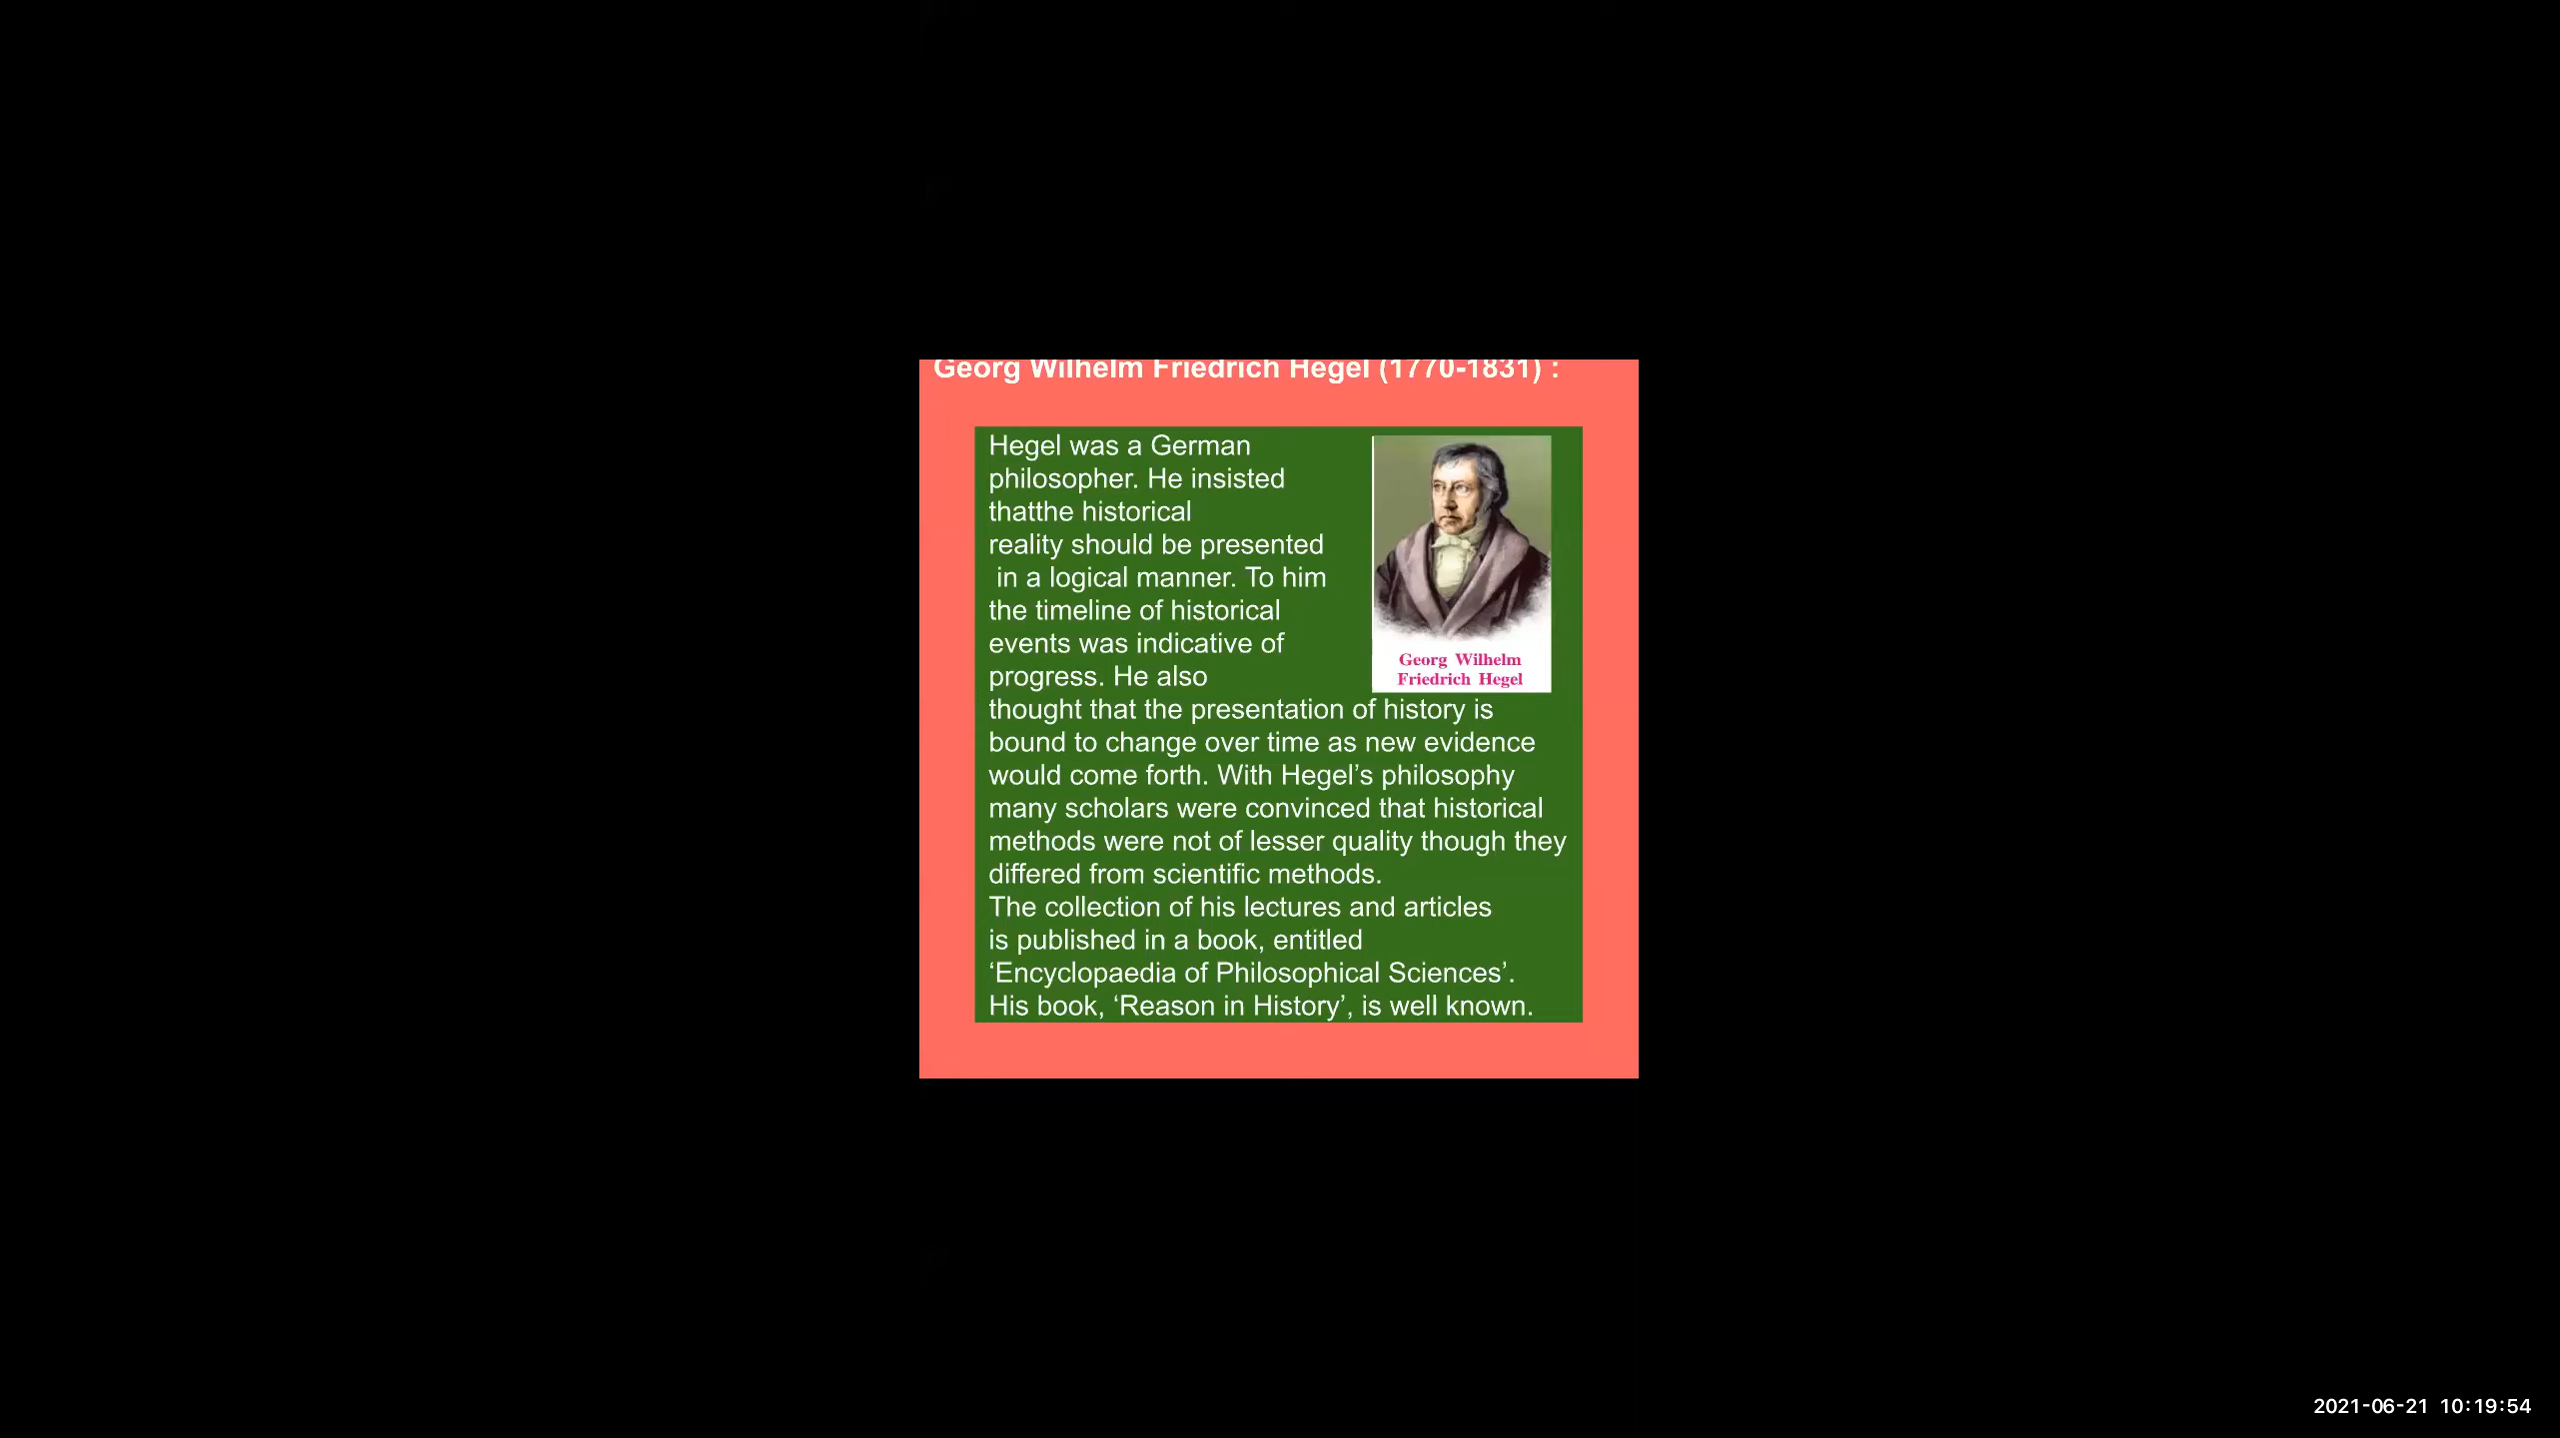 Georg Wilhelm Friedrich Hegel (1770-1831) :
Hegel was a German
philosopher. He insisted
thatthe historical
reality should be presented
in a logical manner. To him
the timeline of historical
events was indicative of
progress. He also
thought that the presentation of history is
bound to change over time as new evidence
would come forth. With Hegel’s philosophy
many scholars were convinced that historical
methods were not of lesser quality though they
differed from scientific methods.
The collection of his lectures and articles
is published in a book, entitled
‘Encyclopaedia of Philosophical Sciences’.
His book, ‘Reason in History’, is well known.
Georg Wilhelm
Friedrich Hegel
2021-06-21 10:19:54